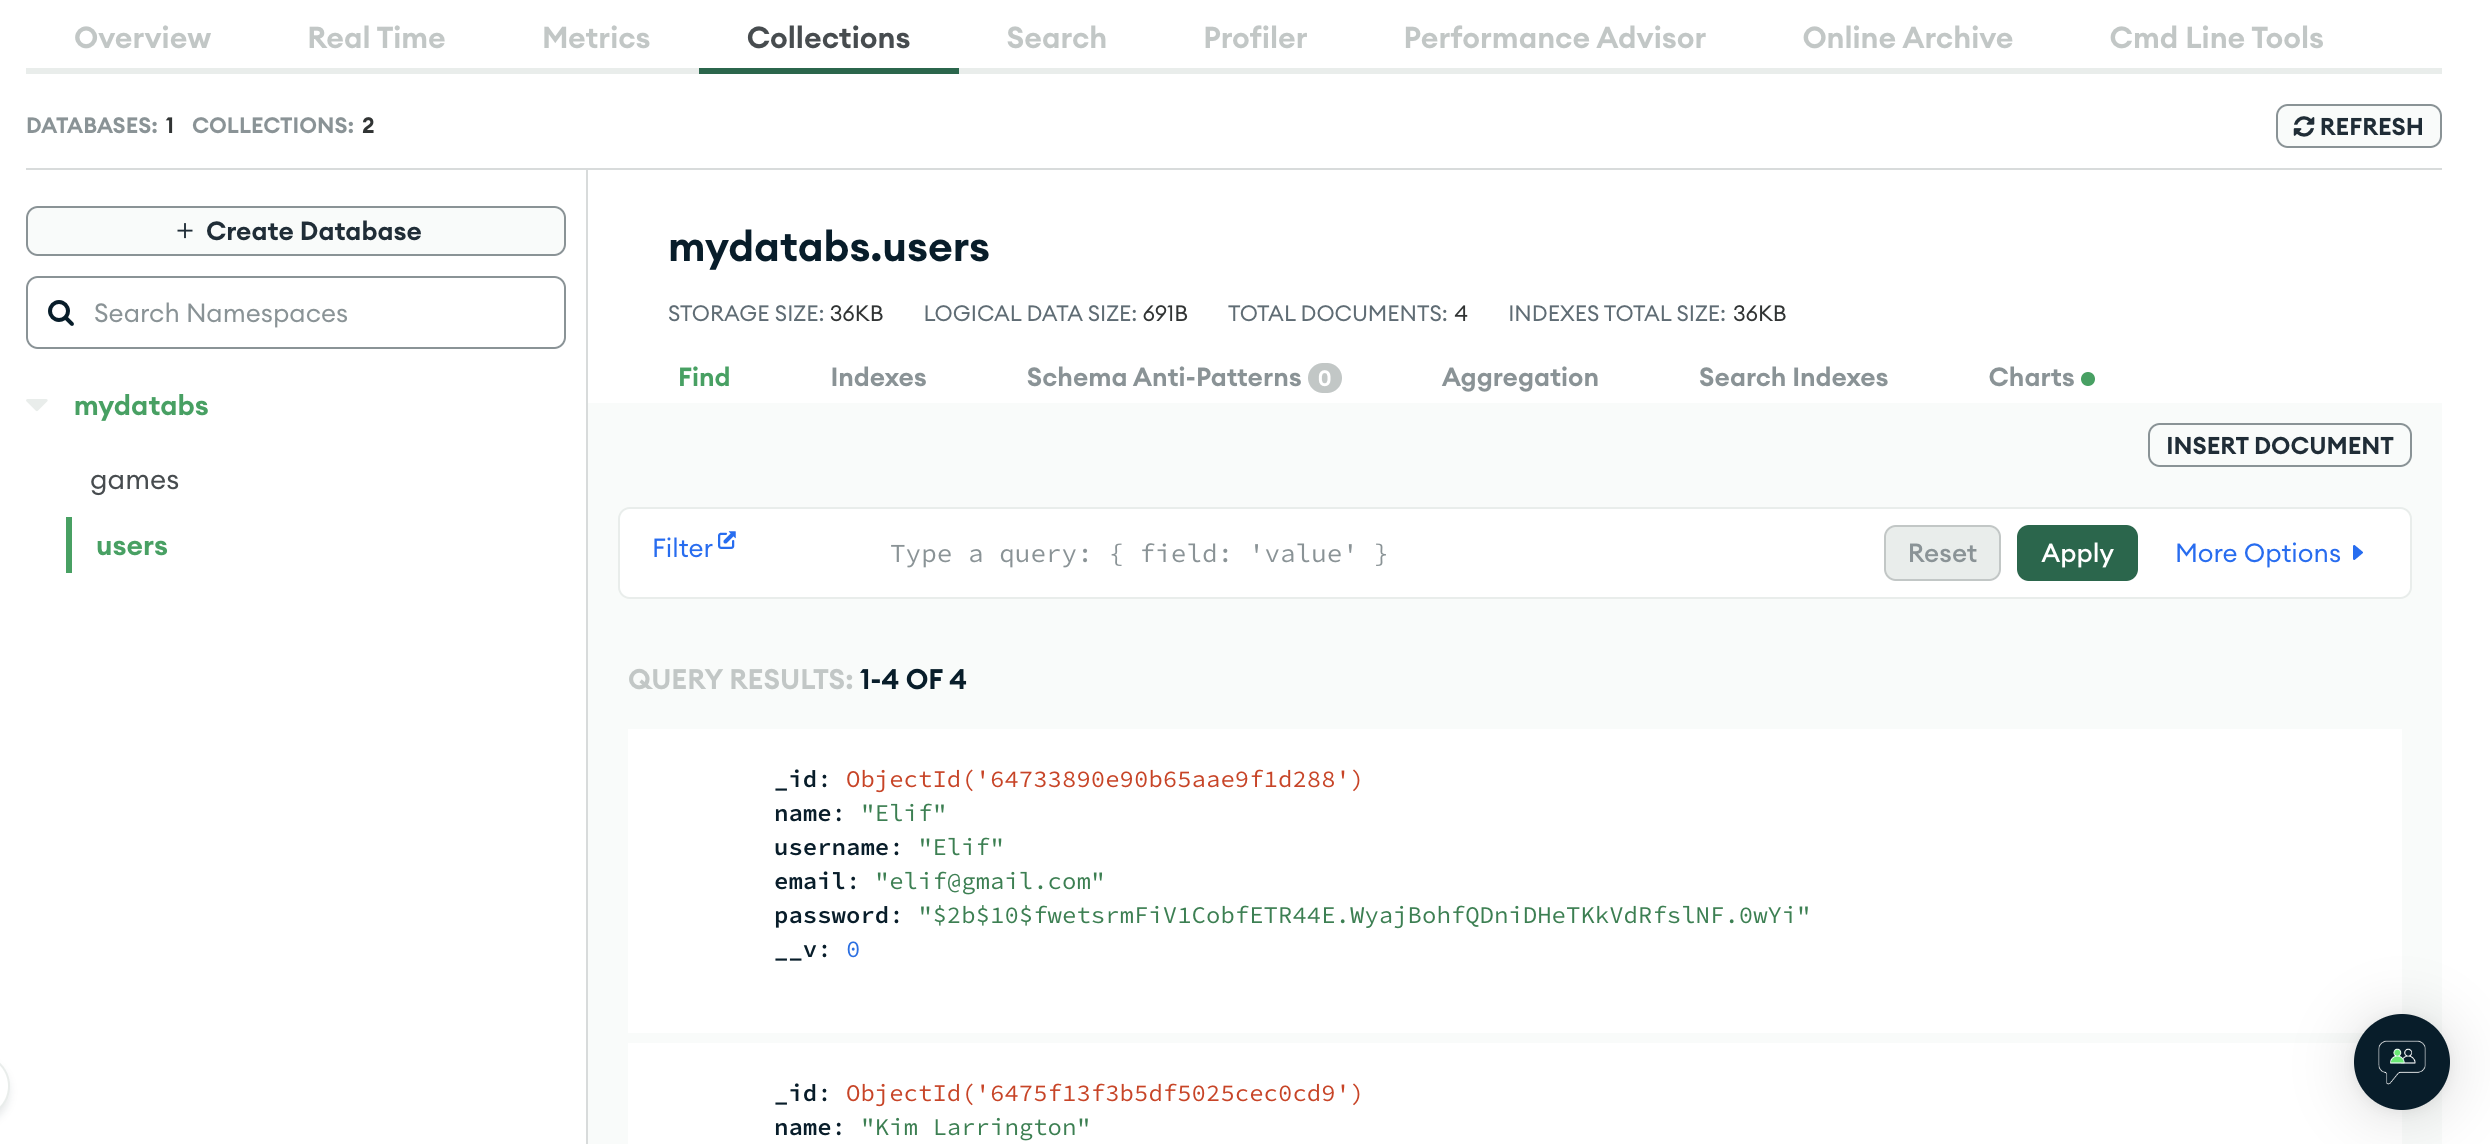 Overview Real Time Metrics Collections Search Profiler Performance Advisor Online Archive Cmd Line Tools
DATABASES: 1 COLLECTIONS: 2
REFRESH
+ Create Database
Search Namespaces
mydatabs
games
users
mydatabs.users
STORAGE SIZE: 36KB LOGICAL DATA SIZE: 691B TOTAL DOCUMENTS: 4 INDEXES TOTAL SIZE: 36KB
Find Indexes Schema Anti-Patterns 0 Aggregation Search Indexes Charts
INSERT DOCUMENT
Filter Type a query: { field: 'value' } Reset Apply More Options
QUERY RESULTS: 1-4 OF 4
_id: ObjectId('64733890e90b65aae9f1d288')
name: "Elif"
username: "Elif"
email: "elif@gmail.com"
password: "$2b$10$fwetsrmFiV1CobfETR44E.WyajBohfQDniDHeTKkVdRfslNF.0wYi"
__v: 0
_id: ObjectId('6475f13f3b5df5025cec0cd9')
name: "Kim Larrington"